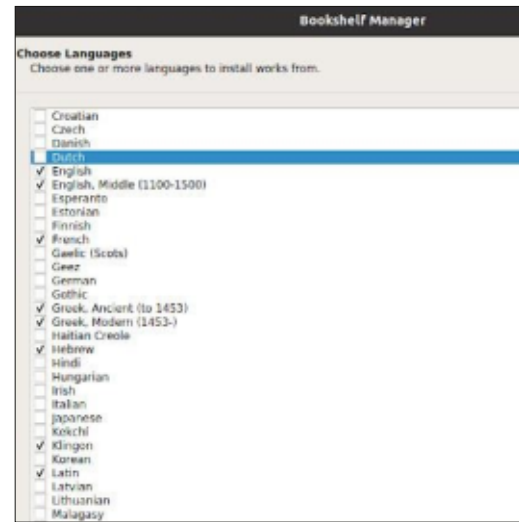 Bookshelf Manager
Choose Languages
Choose one or more languages to install works from.
Croatian
Czech
Danish
Dutch
English
English, Middle (1100-1500)
Esperanto
Estonian
Finnish
French
Gaelic (Scots)
Geez
German
Gothic
Greek, Ancient (to 1453)
Greek, Modern (1453-)
Haitian Creole
Hebrew
Hindi
Hungarian
Irish
Italian
Japanese
Kekchí
Klingon
Korean
Latin
Latvian
Lithuanian
Malagasy